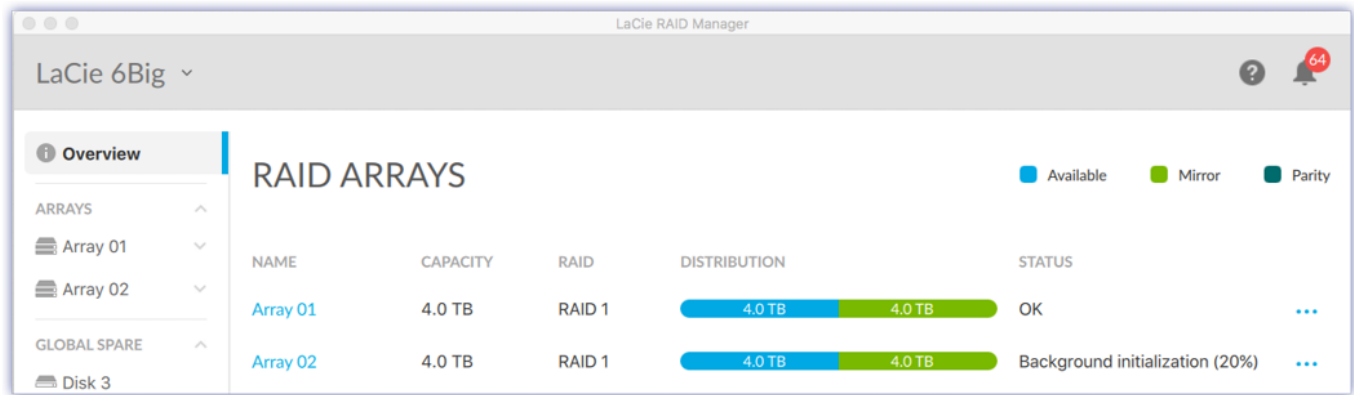 LaCie RAID Manager
LaCie 6Big
64
Overview
ARRAYS
Array 01
Array 02
GLOBAL SPARE
Disk 3
RAID ARRAYS
Available Mirror Parity
NAME CAPACITY RAID DISTRIBUTION STATUS
Array 01 4.0 TB RAID 1 4.0 TB 4.0 TB OK
Array 02 4.0 TB RAID 1 4.0 TB 4.0 TB Background initialization (20%)